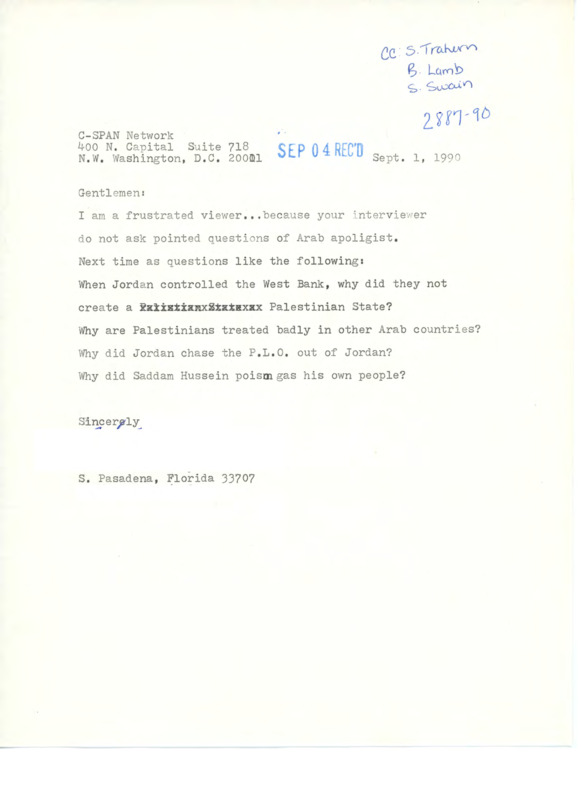 CC: S. Trahern
B. Lamb
S. Swain
2887-90
C-SPAN Network
400 N. Capital Suite 718
N.W. Washington, D.C. 20001
SEP 04 REC'D
Sept. 1, 1990
Gentlemen:
I am a frustrated viewer...because your interviewer
do not ask pointed questions of Arab apoligist.
Next time as questions like the following:
When Jordan controlled the West Bank, why did they not
create a Palestinian State?
Why are Palestinians treated badly in other Arab countries?
Why did Jordan chase the P.L.O. out of Jordan?
Why did Saddam Hussein poison gas his own people?
Sincerely
S. Pasadena, Florida 33707